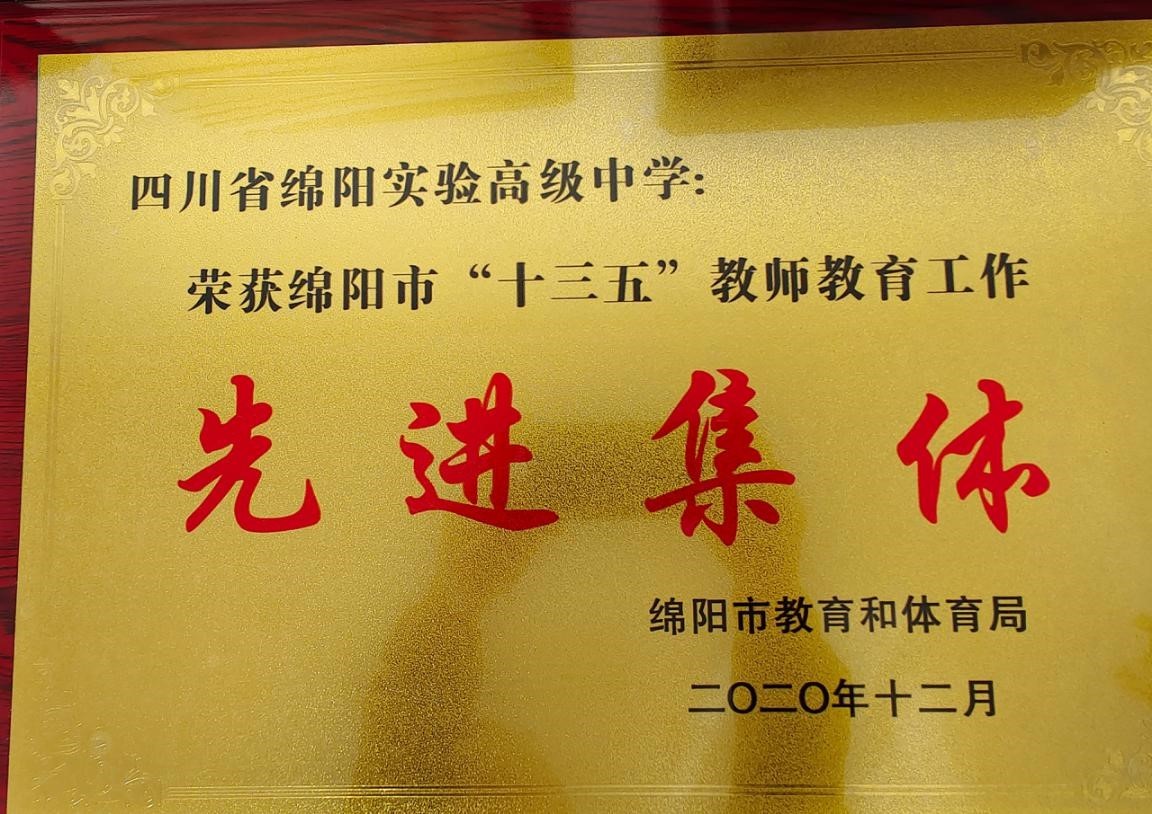 四川省绵阳实验高级中学:
荣获绵阳市“十三五”教师教育工作
先进集体
绵阳市教育和体育局
二〇二〇年十二月